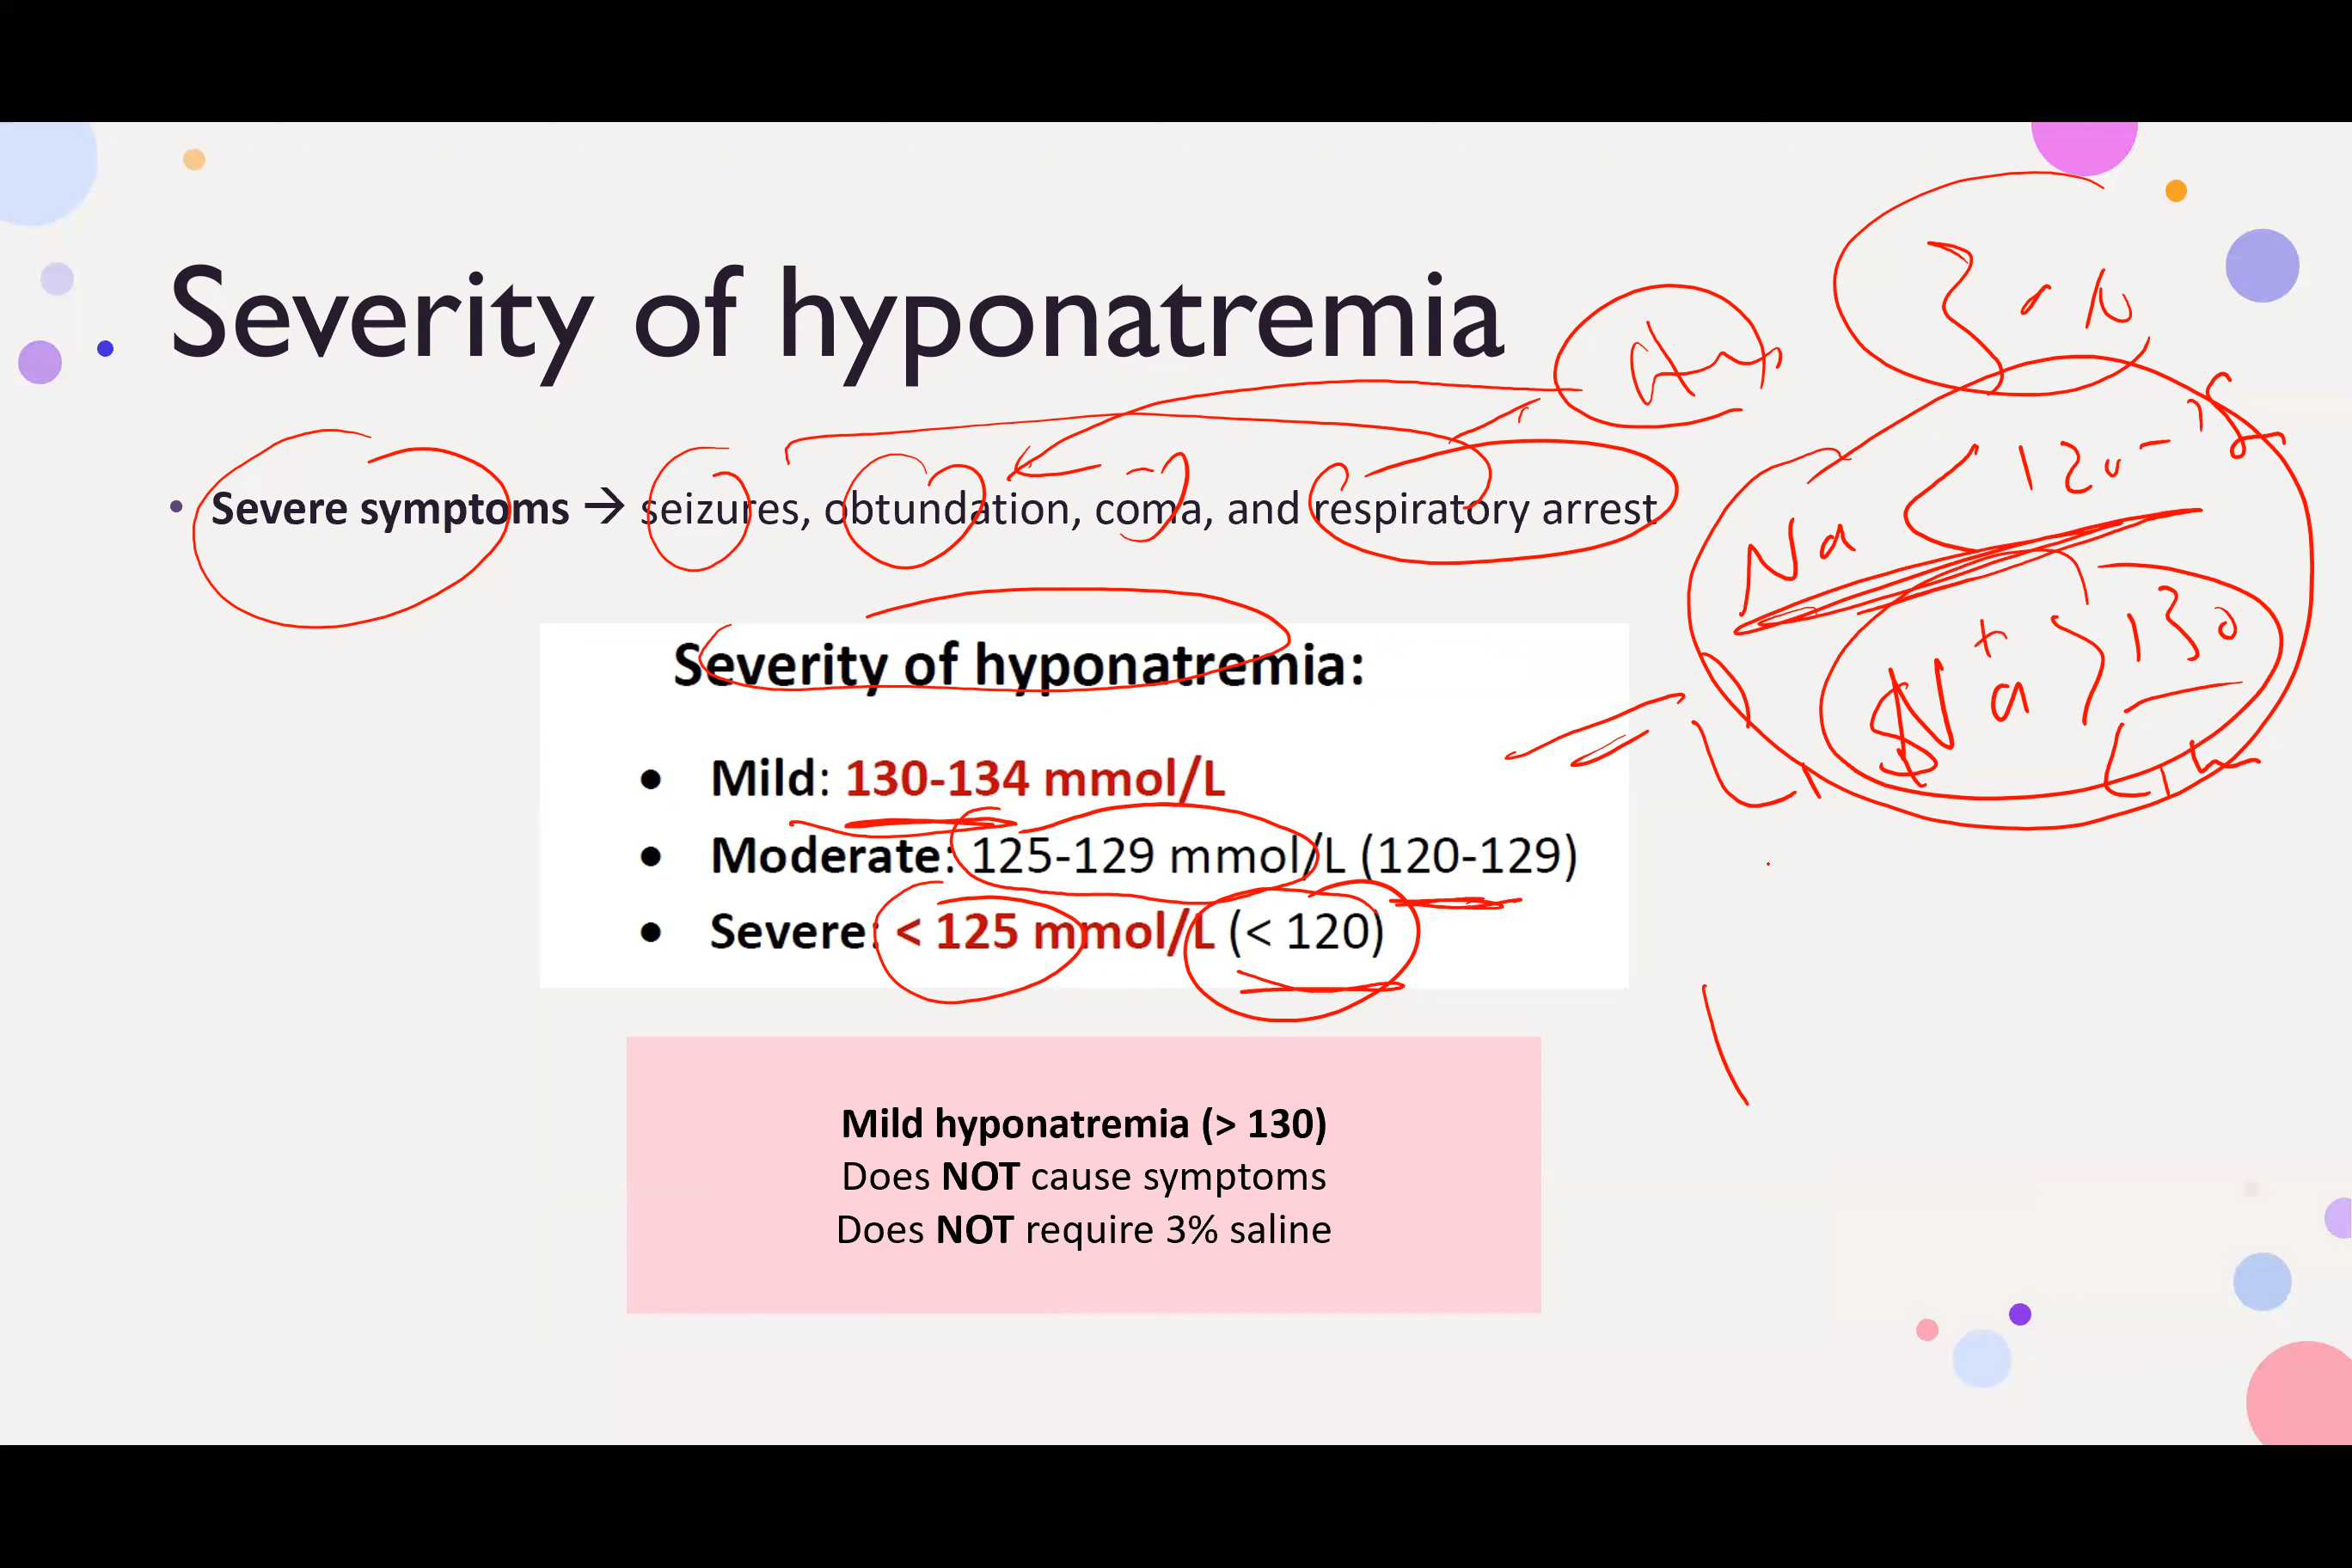 Severity of hyponatremia
• Severe symptoms → seizures, obtundation, coma, and respiratory arrest
Severity of hyponatremia:
• Mild: 130-134 mmol/L
• Moderate: 125-129 mmol/L (120-129)
• Severe: < 125 mmol/L (< 120)
Mild hyponatremia (> 130)
Does NOT cause symptoms
Does NOT require 3% saline
Na < 120
Na+ > 130